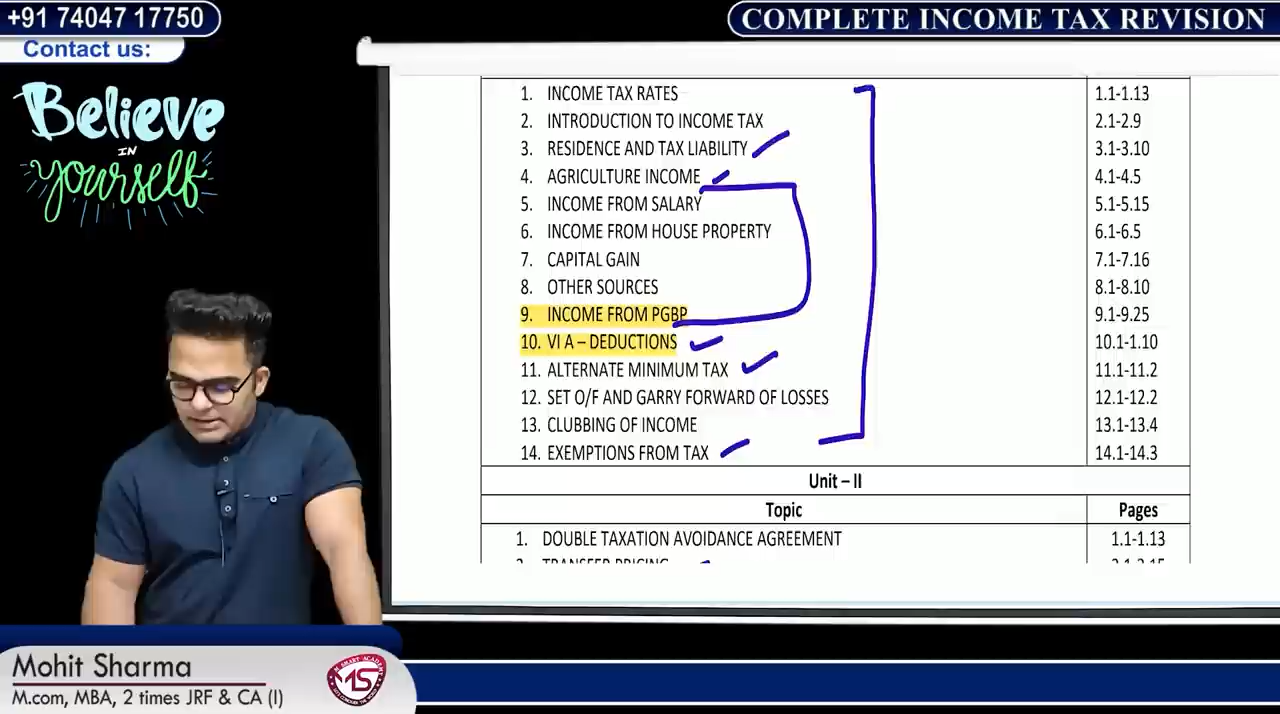 +91 74047 17750
Contact us:
COMPLETE INCOME TAX REVISION
Believe
IN
yourself
1. INCOME TAX RATES 1.1-1.13
2. INTRODUCTION TO INCOME TAX 2.1-2.9
3. RESIDENCE AND TAX LIABILITY 3.1-3.10
4. AGRICULTURE INCOME 4.1-4.5
5. INCOME FROM SALARY 5.1-5.15
6. INCOME FROM HOUSE PROPERTY 6.1-6.5
7. CAPITAL GAIN 7.1-7.16
8. OTHER SOURCES 8.1-8.10
9. INCOME FROM PGBP 9.1-9.25
10. VI A – DEDUCTIONS 10.1-1.10
11. ALTERNATE MINIMUM TAX 11.1-11.2
12. SET O/F AND GARRY FORWARD OF LOSSES 12.1-12.2
13. CLUBBING OF INCOME 13.1-13.4
14. EXEMPTIONS FROM TAX 14.1-14.3
Unit – II
Topic Pages
1. DOUBLE TAXATION AVOIDANCE AGREEMENT 1.1-1.13
Mohit Sharma
M.com, MBA, 2 times JRF & CA (I)
MS